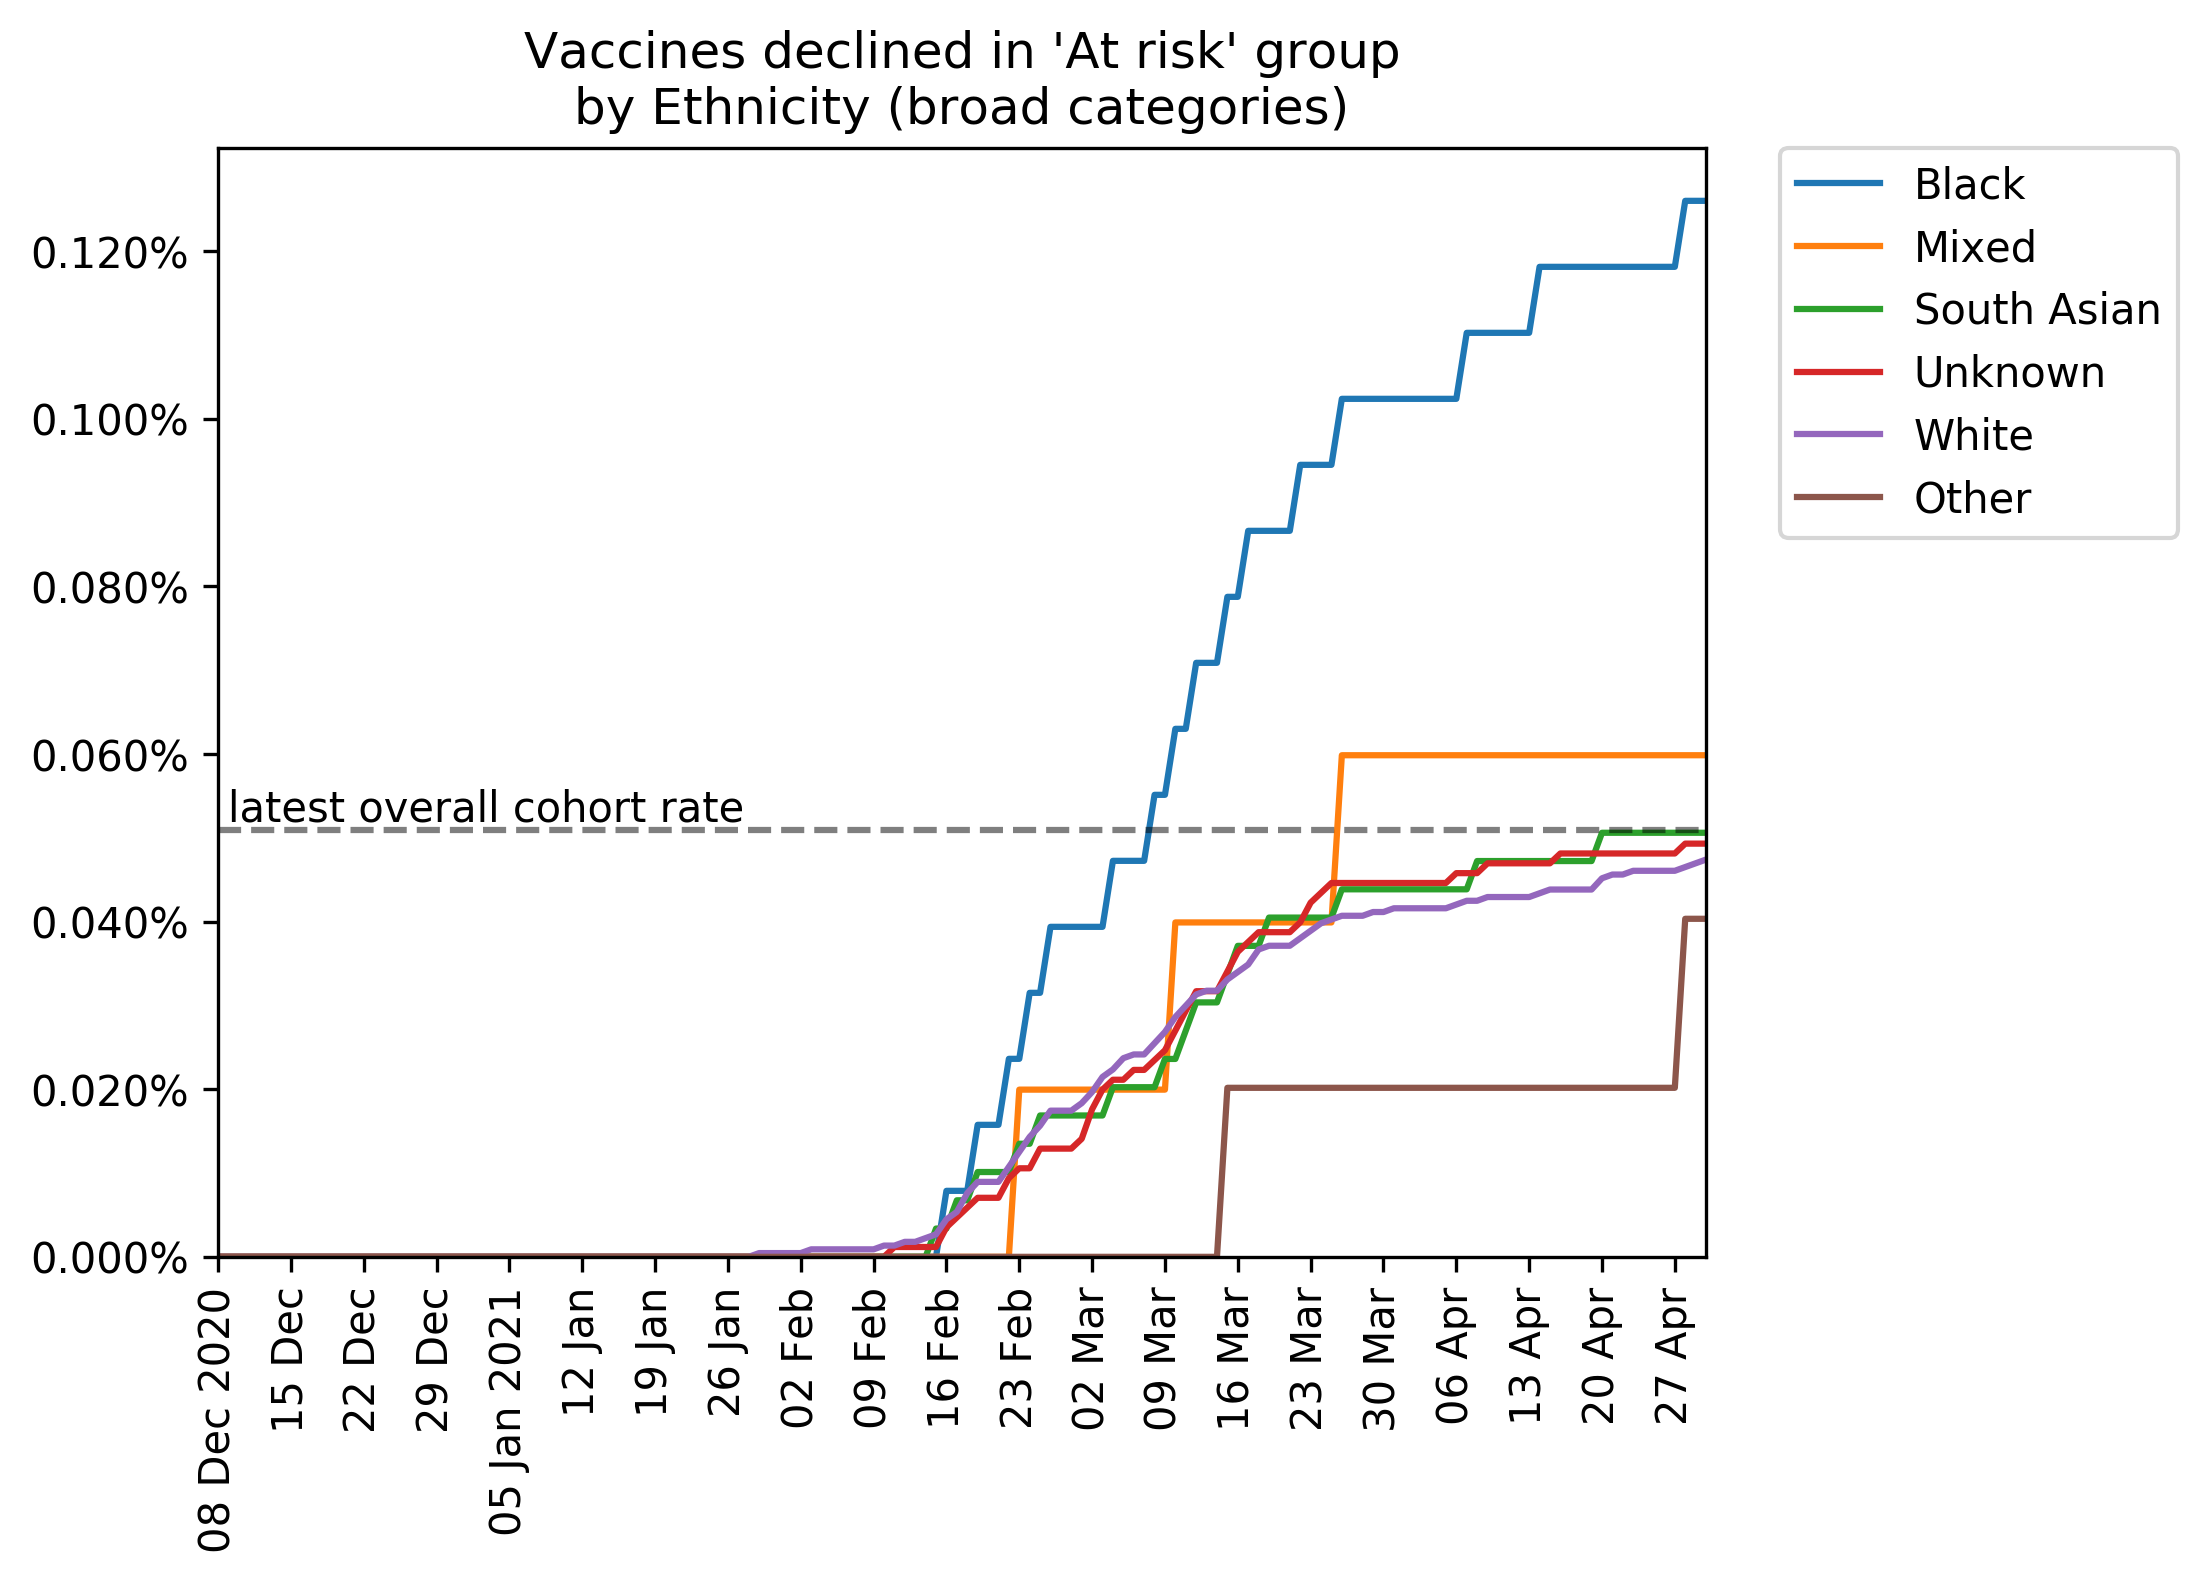 Vaccines declined in 'At risk' group
by Ethnicity (broad categories)
0.120%
0.100%
0.080%
0.060%
0.040%
0.020%
0.000%
latest overall cohort rate
08 Dec 2020
15 Dec
22 Dec
29 Dec
05 Jan 2021
12 Jan
19 Jan
26 Jan
02 Feb
09 Feb
16 Feb
23 Feb
02 Mar
09 Mar
16 Mar
23 Mar
30 Mar
06 Apr
13 Apr
20 Apr
27 Apr
Black
Mixed
South Asian
Unknown
White
Other